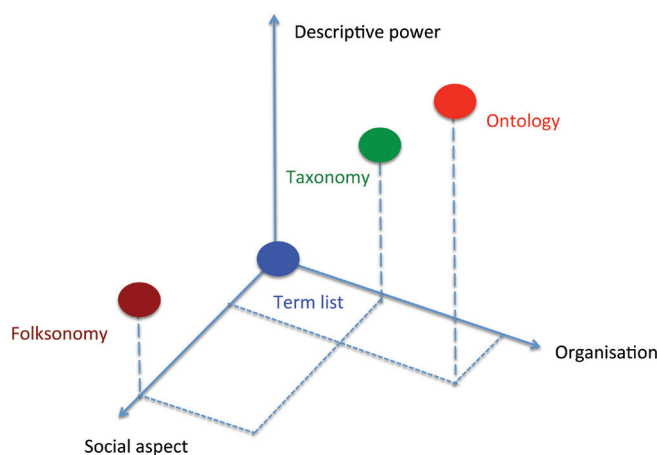 Descriptive power
Ontology
Taxonomy
Term list
Folksonomy
Organisation
Social aspect